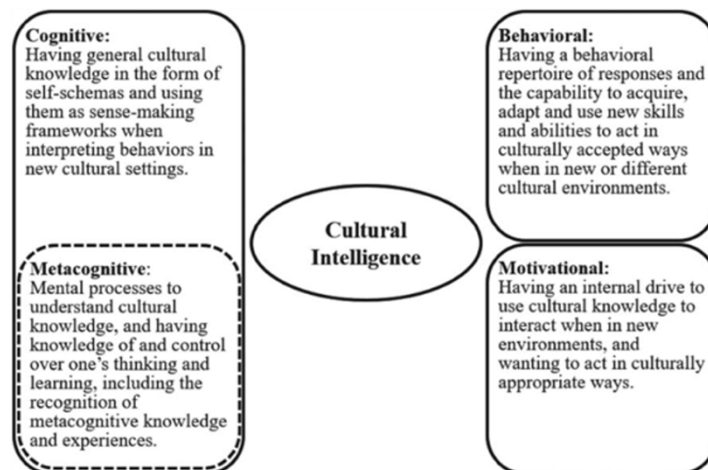 Cognitive:
Having general cultural
knowledge in the form of
self-schemas and using
them as sense-making
frameworks when
interpreting behaviors in
new cultural settings.
Metacognitive:
Mental processes to
understand cultural
knowledge, and having
knowledge of and control
over one's thinking and
learning, including the
recognition of
metacognitive knowledge
and experiences.
Cultural
Intelligence
Behavioral:
Having a behavioral
repertoire of responses and
the capability to acquire,
adapt and use new skills
and abilities to act in
culturally accepted ways
when in new or different
cultural environments.
Motivational:
Having an internal drive to
use cultural knowledge to
interact when in new
environments, and
wanting to act in culturally
appropriate ways.